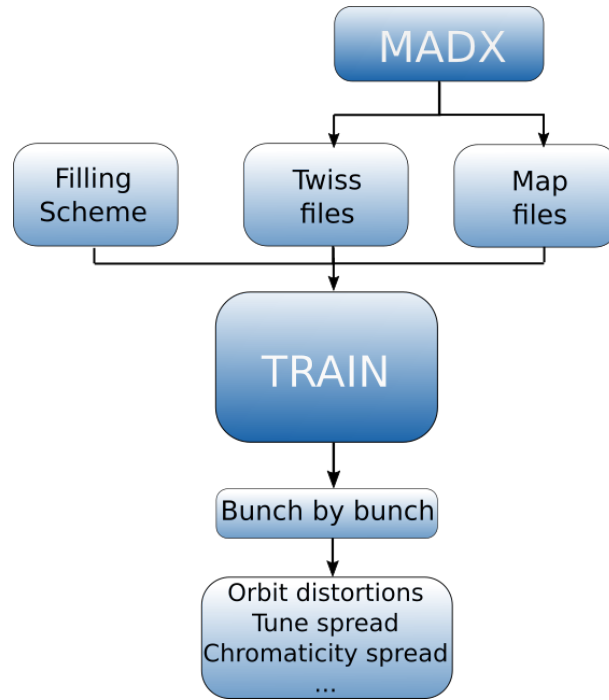 MADX
Filling
Scheme
Twiss
files
Map
files
TRAIN
Bunch by bunch
Orbit distortions
Tune spread
Chromaticity spread
...